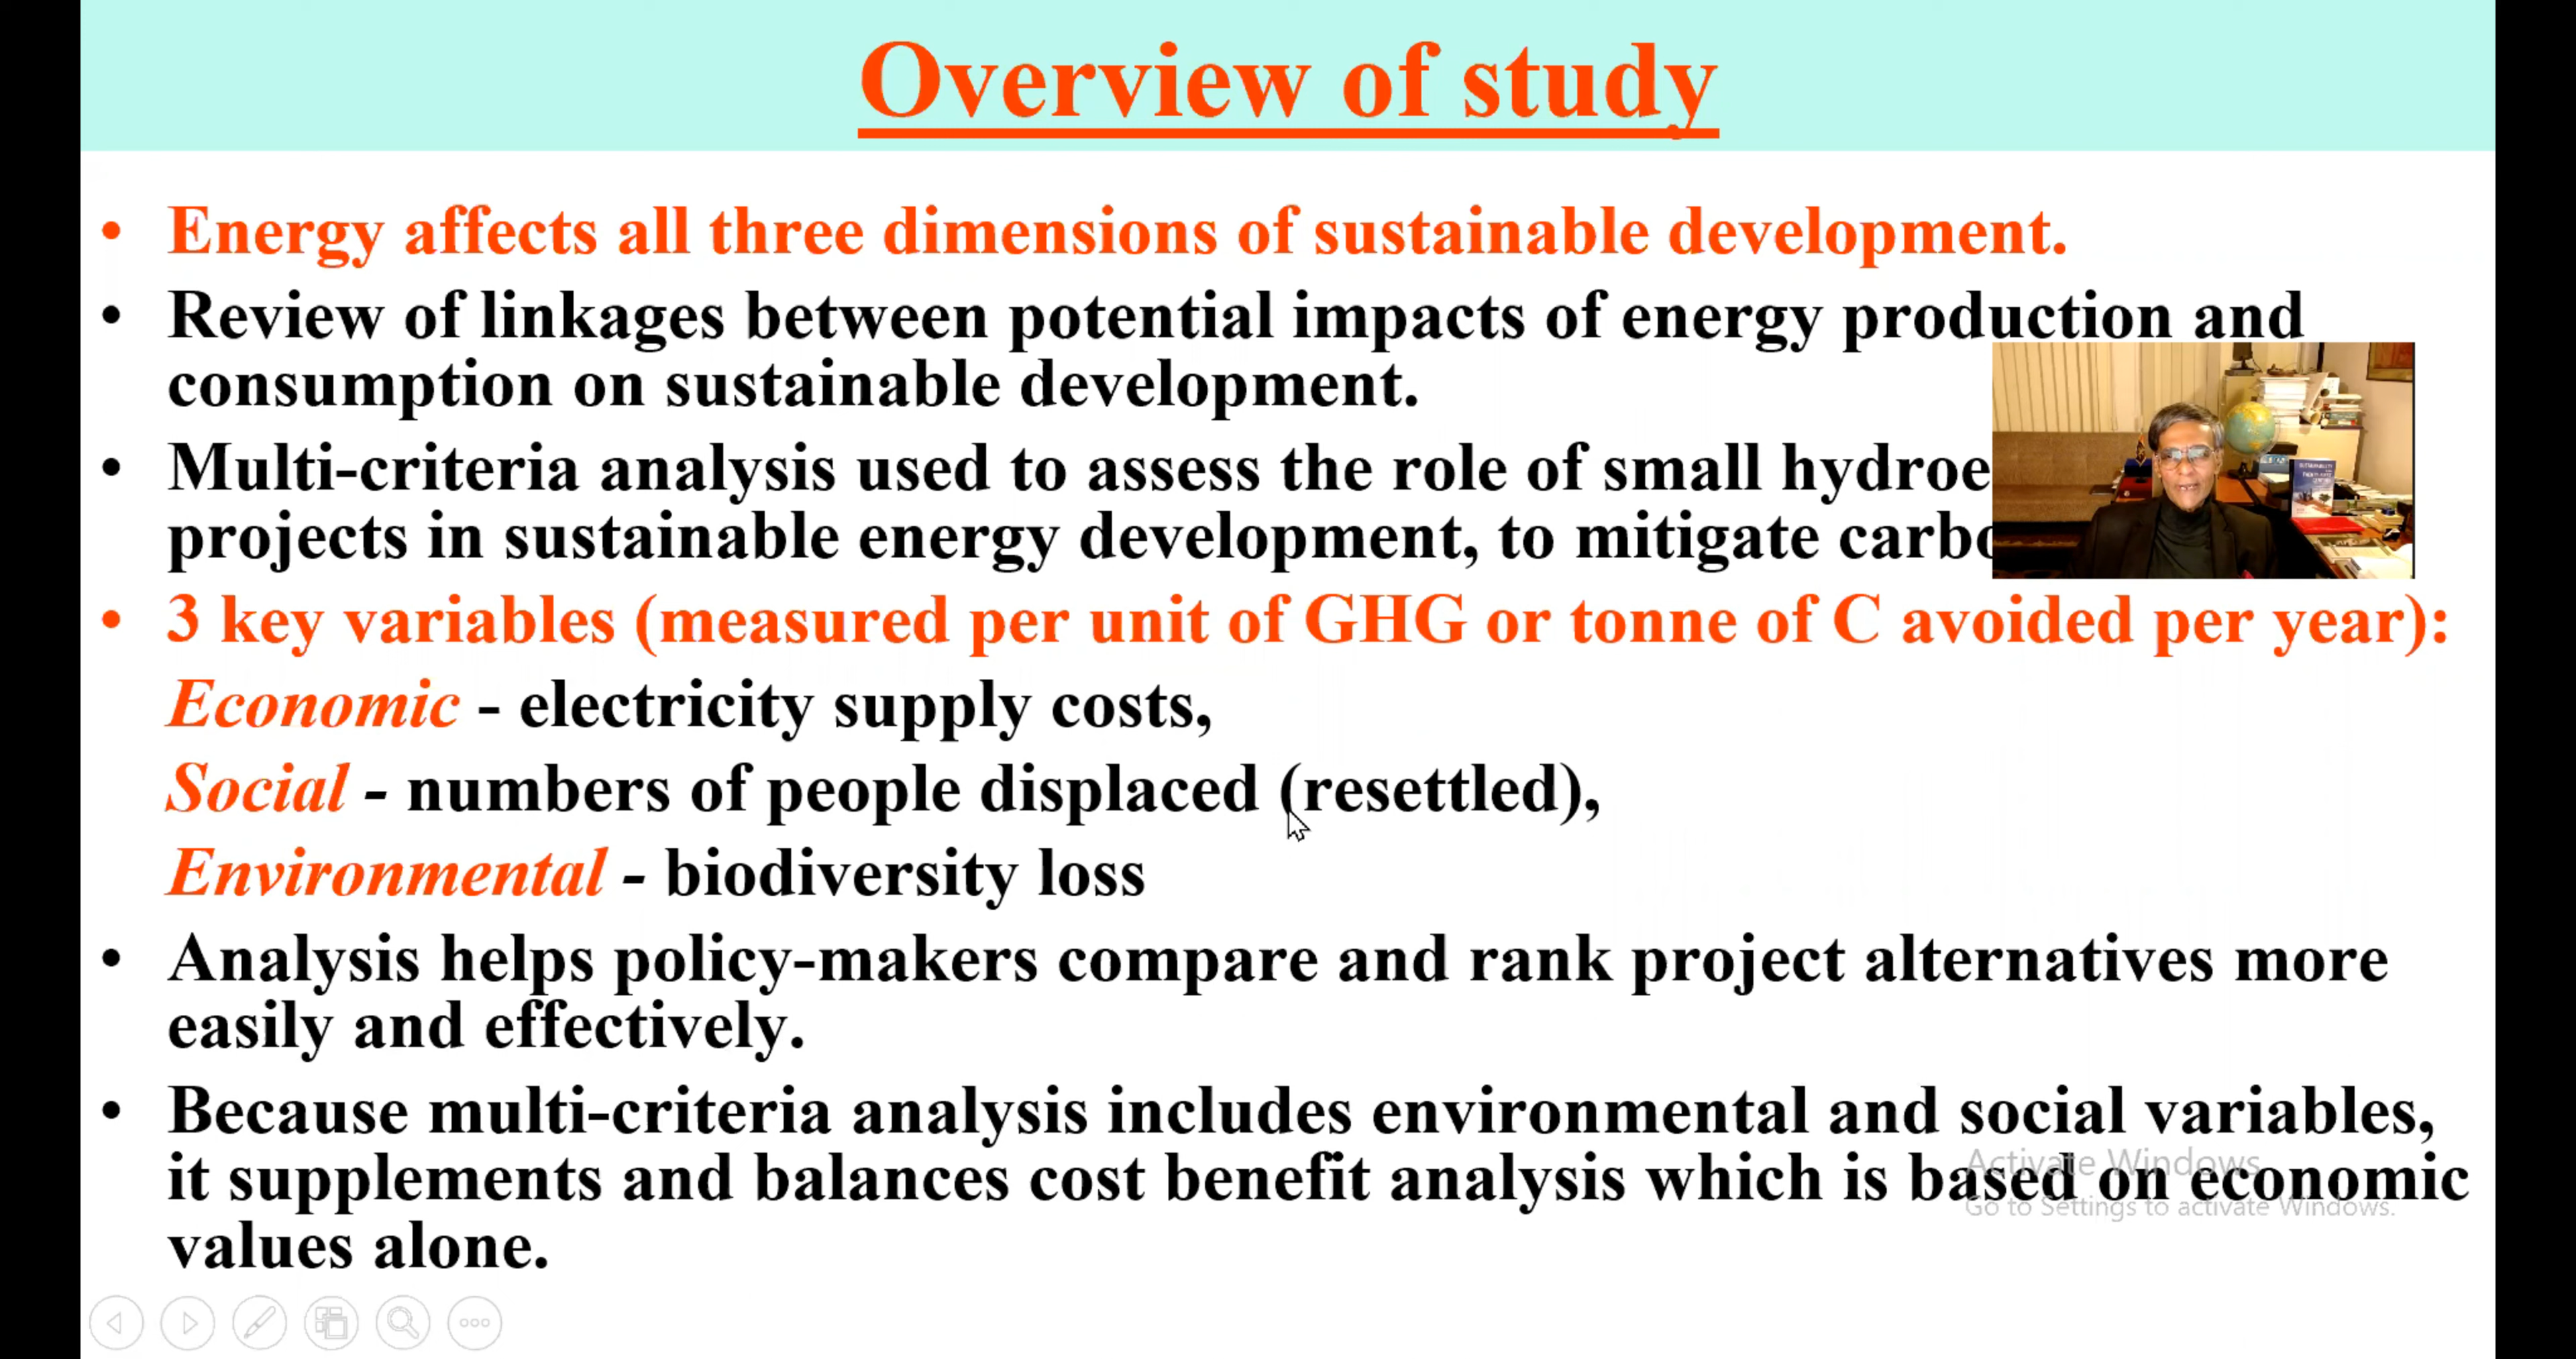 Overview of study
• Energy affects all three dimensions of sustainable development.
• Review of linkages between potential impacts of energy production and
consumption on sustainable development.
• Multi-criteria analysis used to assess the role of small hydroe
projects in sustainable energy development, to mitigate carbo
• 3 key variables (measured per unit of GHG or tonne of C avoided per year):
Economic - electricity supply costs,
Social - numbers of people displaced (resettled),
Environmental - biodiversity loss
• Analysis helps policy-makers compare and rank project alternatives more
easily and effectively.
• Because multi-criteria analysis includes environmental and social variables,
it supplements and balances cost benefit analysis which is based on economic
values alone.
Activate Windows
Go to Settings to activate Windows.